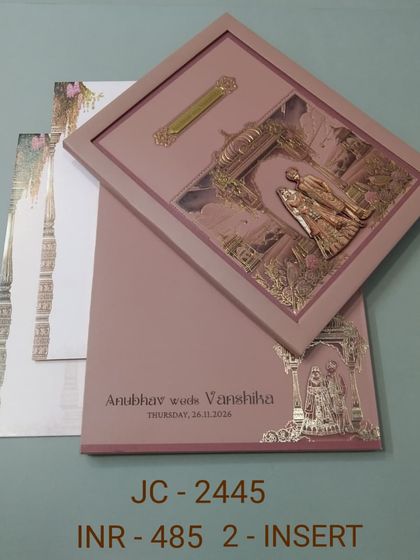 Anubhav weds Vanshika
THURSDAY, 26.11.2026
JC - 2445
INR - 485 2 - INSERT